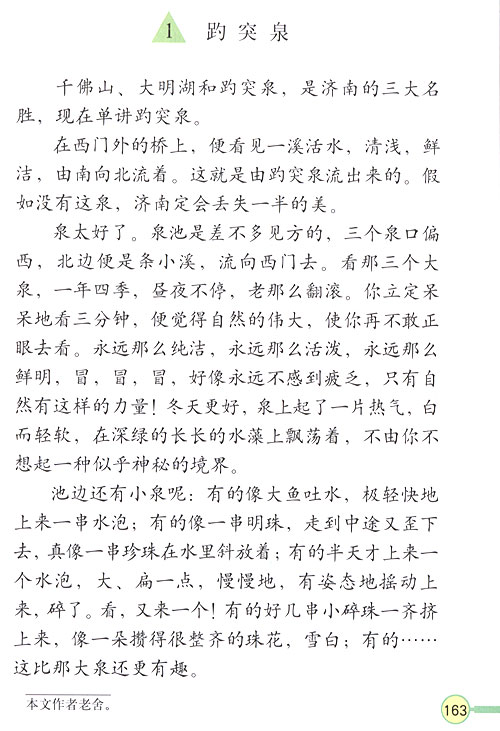 1 趵突泉
千佛山、大明湖和趵突泉，是济南的三大名
胜，现在单讲趵突泉。
在西门外的桥上，便看见一溪活水，清浅，鲜
洁，由南向北流着。这就是由趵突泉流出来的。假
如没有这泉，济南定会丢失一半的美。
泉太好了。泉池是差不多见方的，三个泉口偏
西，北边便是条小溪，流向西门去。看那三个大
泉，一年四季，昼夜不停，老那么翻滚。你立定呆
呆地看三分钟，便觉得自然的伟大，使你再不敢正
眼去看。永远那么纯洁，永远那么活泼，永远那么
鲜明，冒，冒，冒，好像永远不感到疲乏，只有自
然有这样的力量！冬天更好，泉上起了一片热气，白
而轻软，在深绿的长长的水藻上飘荡着，不由你不
想起一种似乎神秘的境界。
池边还有小泉呢：有的像大鱼吐水，极轻快地
上来一串水泡；有的像一串明珠，走到中途又歪下
去，真像一串珍珠在水里斜放着；有的半天才上来一
个水泡，大、扁一点，慢慢地，有姿态地摇动上
来，碎了。看，又来一个！有的好几串小碎珠一齐挤
上来，像一朵攒得很整齐的珠花，雪白；有的……
这比那大泉还更有趣。
本文作者老舍。
163